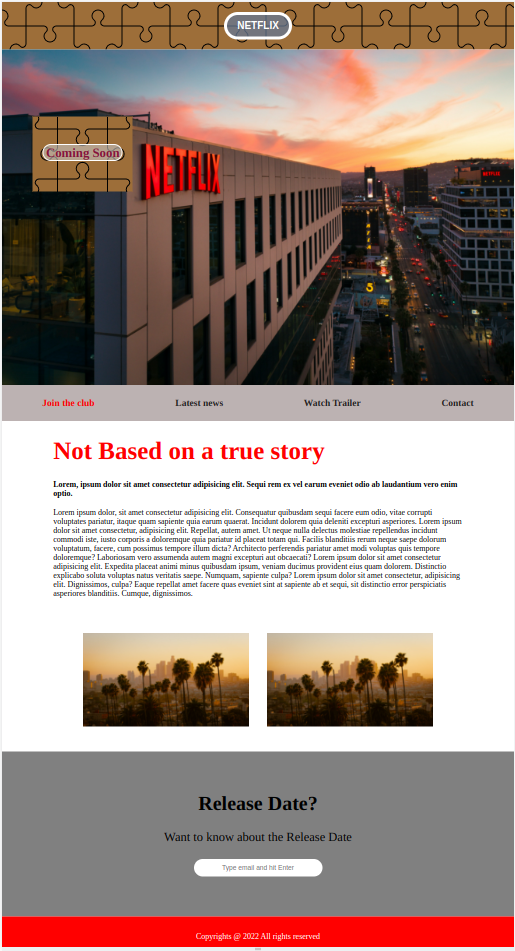 NETFLIX
Coming Soon
NETFLIX
NETFLIX
Join the club Latest news Watch Trailer Contact
Not Based on a true story
Lorem, ipsum dolor sit amet consectetur adipisicing elit. Sequi rem ex vel earum eveniet odio ab laudantium vero enim
optio.
Lorem ipsum dolor, sit amet consectetur adipisicing elit. Consequatur quibusdam sequi facere eum odio, vitae corrupti
voluptates pariatur, itaque quam sapiente quia earum quaerat. Incidunt dolorem quia deleniti excepturi asperiores. Lorem ipsum
dolor sit amet consectetur, adipisicing elit. Repellat, autem amet. Ut neque nulla delectus molestiae repellendus incidunt
commodi iste, iusto corporis a doloremque quia pariatur id placeat totam qui. Facilis blanditiis rerum neque saepe dolorum
voluptatum, facere, cum possimus tempore illum dicta? Architecto perferendis pariatur amet modi voluptas quis tempore
doloremque? Laboriosam vero assumenda autem magni excepturi aut obcaecati? Lorem ipsum dolor sit amet consectetur
adipisicing elit. Expedita placeat animi minus quibusdam ipsum, veniam ducimus provident eius quam dolorem. Distinctio
explicabo soluta voluptas natus veritatis saepe. Numquam, sapiente culpa? Lorem ipsum dolor sit amet consectetur, adipisicing
elit. Dignissimos, culpa? Eaque repellat amet facere quas eveniet sint at sapiente ab et sequi, sit distinctio error perspiciatis
asperiores blanditiis. Cumque, dignissimos.
Release Date?
Want to know about the Release Date
Type email and hit Enter
Copyrights @ 2022 All rights reserved